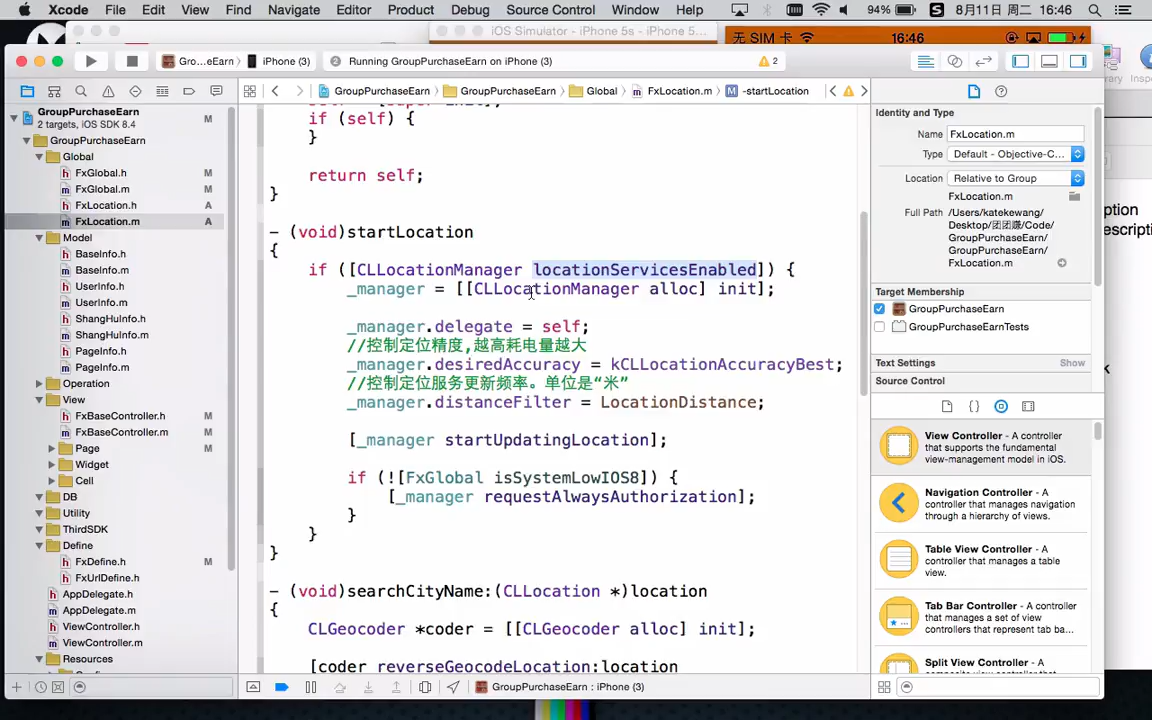 Xcode File Edit View Find Navigate Editor Product Debug Source Control Window Help 94% 8月11日 周二 16:46
iOS Simulator - iPhone 5s - iPhone 5...
无 SIM 卡 16:46
Gro...eEarn iPhone (3) Running GroupPurchaseEarn on iPhone (3) 2
GroupPurchaseEarn GroupPurchaseEarn Global FxLocation.m -startLocation
GroupPurchaseEarn M
2 targets, iOS SDK 8.4
GroupPurchaseEarn
Global
FxGlobal.h M
FxGlobal.m M
FxLocation.h A
FxLocation.m A
Model
BaseInfo.h
BaseInfo.m
UserInfo.h
UserInfo.m
ShangHuInfo.h
ShangHuInfo.m
PageInfo.h
PageInfo.m
Operation
View
FxBaseController.h M
FxBaseController.m M
Page M
Widget
Cell
DB
Utility
ThirdSDK
Define
FxDefine.h M
FxUrlDefine.h
AppDelegate.h
AppDelegate.m
ViewController.h
ViewController.m
Resources
if (self) {
}
return self;
}
- (void)startLocation
{
if ([CLLocationManager locationServicesEnabled]) {
_manager = [[CLLocationManager alloc] init];
_manager.delegate = self;
//控制定位精度,越高耗电量越大
_manager.desiredAccuracy = kCLLocationAccuracyBest;
//控制定位服务更新频率。单位是“米”
_manager.distanceFilter = LocationDistance;
[_manager startUpdatingLocation];
if (![FxGlobal isSystemLowIOS8]) {
[_manager requestAlwaysAuthorization];
}
}
}
- (void)searchCityName:(CLLocation *)location
{
CLGeocoder *coder = [[CLGeocoder alloc] init];
[coder reverseGeocodeLocation:location
GroupPurchaseEarn : iPhone (3)
Identity and Type
Name FxLocation.m
Type Default - Objective-C...
Location Relative to Group
FxLocation.m
Full Path /Users/katekewang/
Desktop/团团赚/Code/
GroupPurchaseEarn/
GroupPurchaseEarn/
FxLocation.m
Target Membership
GroupPurchaseEarn
GroupPurchaseEarnTests
Text Settings Show
Source Control
View Controller - A controller
that supports the fundamental
view-management model in iOS.
Navigation Controller - A
controller that manages navigation
through a hierarchy of views.
Table View Controller - A
controller that manages a table
view.
Tab Bar Controller - A controller
that manages a set of view
controllers that represent tab ba...
Split View Controller - A